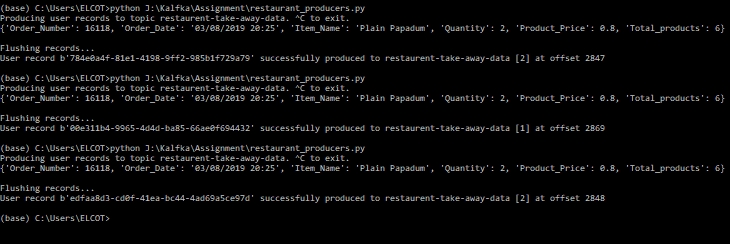 (base) C:\Users\ELCOT>python J:\Kalfka\Assignment\restaurant_producers.py
Producing user records to topic restaurent-take-away-data. ^C to exit.
{'Order_Number': 16118, 'Order_Date': '03/08/2019 20:25', 'Item_Name': 'Plain Papadum', 'Quantity': 2, 'Product_Price': 0.8, 'Total_products': 6}
Flushing records...
User record b'784e0a4f-81e1-4198-9ff2-985b1f729a79' successfully produced to restaurent-take-away-data [2] at offset 2847
(base) C:\Users\ELCOT>python J:\Kalfka\Assignment\restaurant_producers.py
Producing user records to topic restaurent-take-away-data. ^C to exit.
{'Order_Number': 16118, 'Order_Date': '03/08/2019 20:25', 'Item_Name': 'Plain Papadum', 'Quantity': 2, 'Product_Price': 0.8, 'Total_products': 6}
Flushing records...
User record b'00e311b4-9965-4d4d-ba85-66ae0f694432' successfully produced to restaurent-take-away-data [1] at offset 2869
(base) C:\Users\ELCOT>python J:\Kalfka\Assignment\restaurant_producers.py
Producing user records to topic restaurent-take-away-data. ^C to exit.
{'Order_Number': 16118, 'Order_Date': '03/08/2019 20:25', 'Item_Name': 'Plain Papadum', 'Quantity': 2, 'Product_Price': 0.8, 'Total_products': 6}
Flushing records...
User record b'edfaa8d3-cd0f-41ea-bc44-4ad69a5ce97d' successfully produced to restaurent-take-away-data [2] at offset 2848
(base) C:\Users\ELCOT>